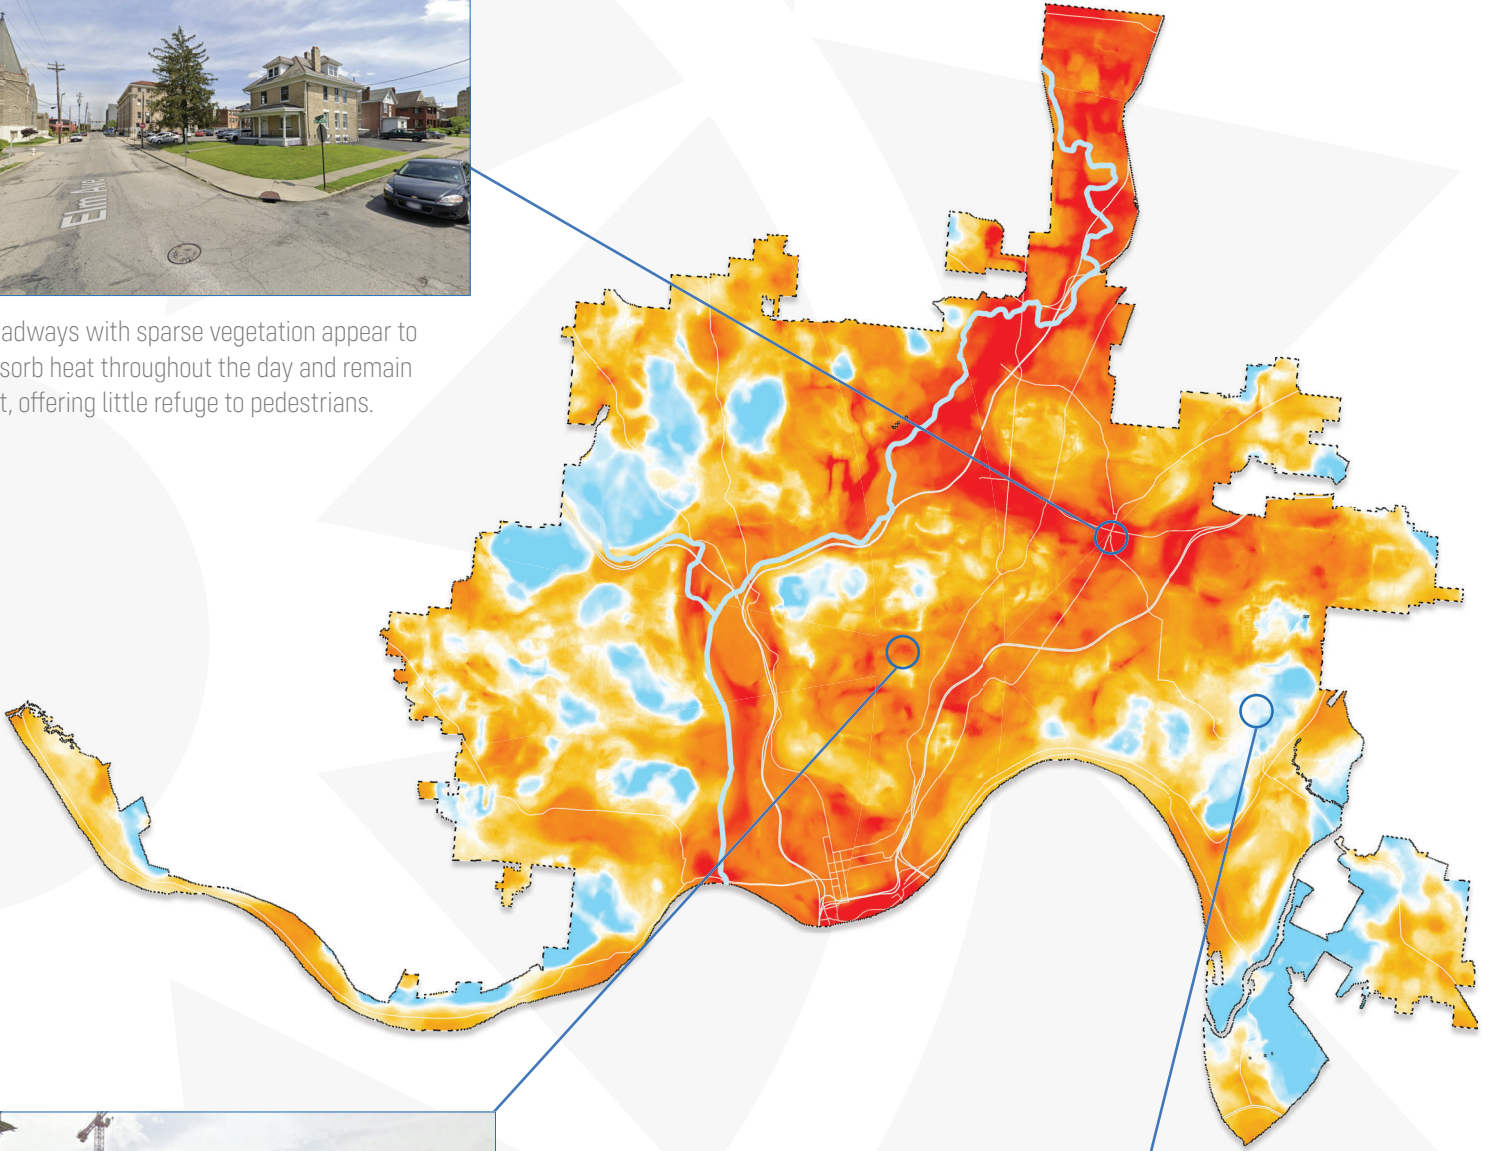 Elm Ave
adways with sparse vegetation appear to
sorb heat throughout the day and remain
t, offering little refuge to pedestrians.